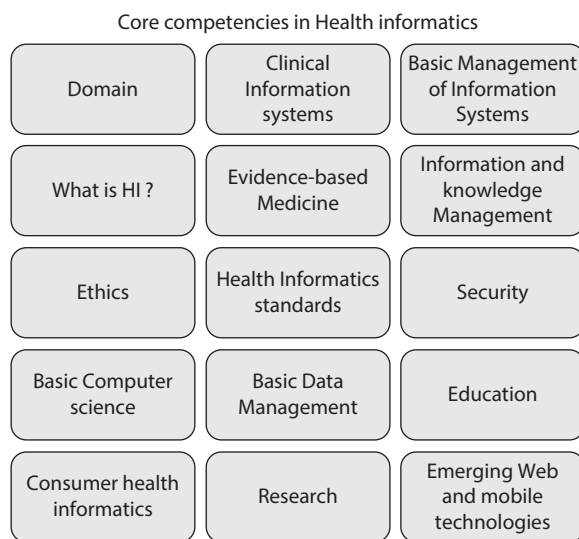 Core competencies in Health informatics
Domain
Clinical
Information
systems
Basic Management
of Information
Systems
What is HI ?
Evidence-based
Medicine
Information and
knowledge
Management
Ethics
Health Informatics
standards
Security
Basic Computer
science
Basic Data
Management
Education
Consumer health
informatics
Research
Emerging Web
and mobile
technologies